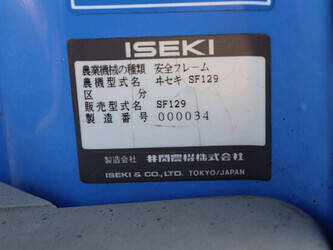 ISEKI
農業機械の種類 安全フレーム
農機型式名 ヰセキ SF129
区分
販売型式名 SF129
製造番号 000034
製造会社 井関農機株式会社
ISEKI & CO., LTD. TOKYO/JAPAN